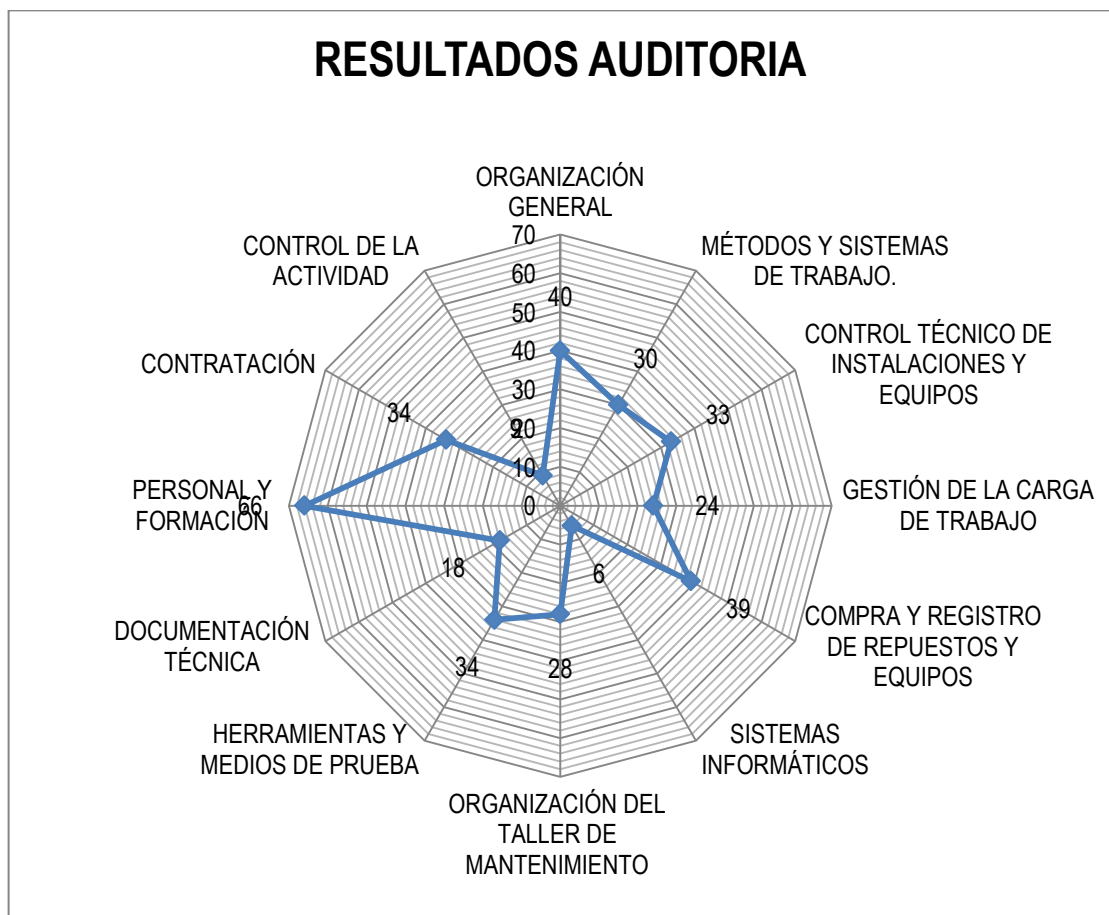 RESULTADOS AUDITORIA
ORGANIZACIÓN
GENERAL
MÉTODOS Y SISTEMAS
DE TRABAJO.
CONTROL TÉCNICO DE
INSTALACIONES Y
EQUIPOS
GESTIÓN DE LA CARGA
DE TRABAJO
COMPRA Y REGISTRO
DE REPUESTOS Y
EQUIPOS
SISTEMAS
INFORMÁTICOS
ORGANIZACIÓN DEL
TALLER DE
MANTENIMIENTO
HERRAMIENTAS Y
MEDIOS DE PRUEBA
DOCUMENTACIÓN
TÉCNICA
PERSONAL Y
FORMACIÓN
CONTRATACIÓN
CONTROL DE LA
ACTIVIDAD
70
60
50
40
30
20
10
0
40
30
33
24
39
6
28
34
18
66
34
9